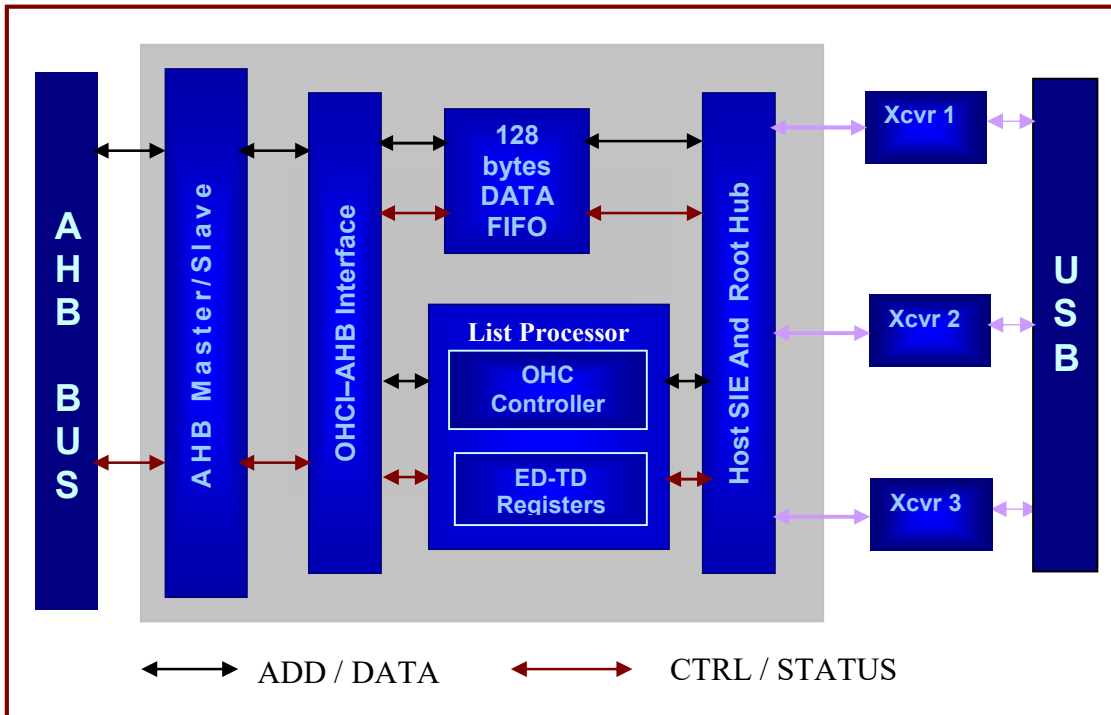 AHB BUS
AHB Master/Slave
OHCI–AHB Interface
128
bytes
DATA
FIFO
List Processor
OHC
Controller
ED-TD
Registers
Host SIE And Root Hub
Xcvr 1
Xcvr 2
Xcvr 3
USB
ADD / DATA
CTRL / STATUS